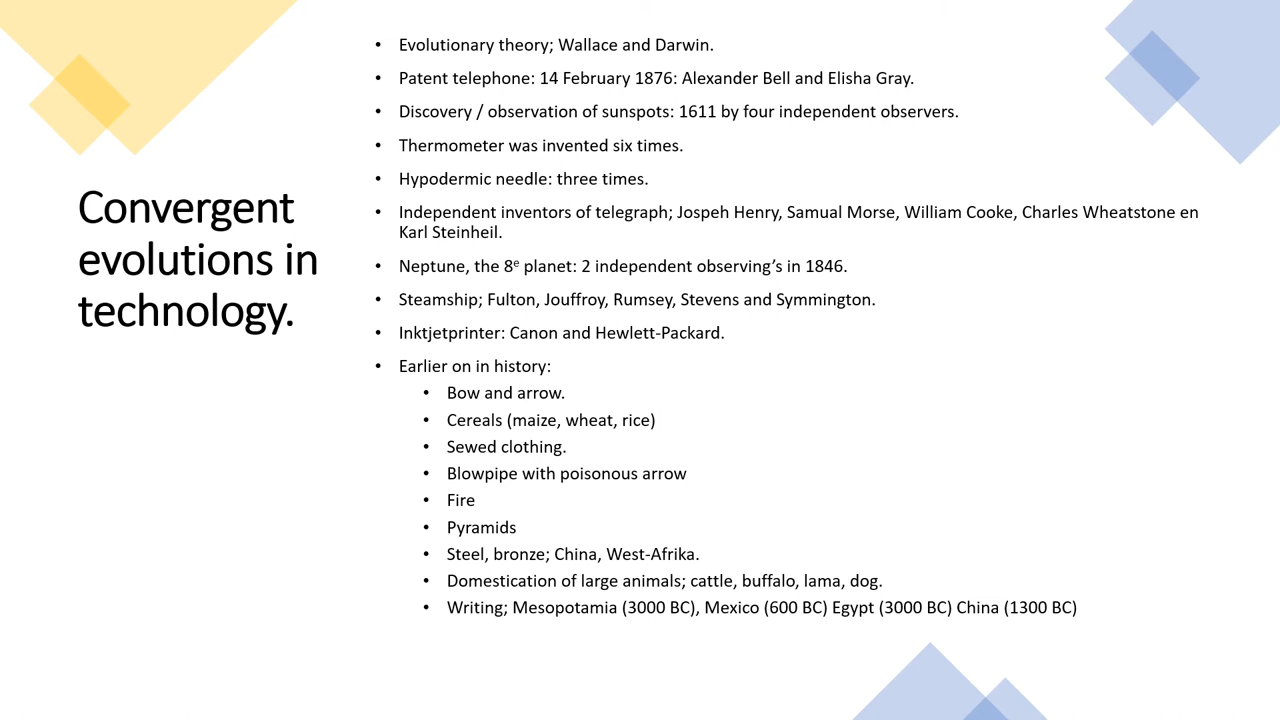 Convergent
evolutions in
technology.
• Evolutionary theory; Wallace and Darwin.
• Patent telephone: 14 February 1876: Alexander Bell and Elisha Gray.
• Discovery / observation of sunspots: 1611 by four independent observers.
• Thermometer was invented six times.
• Hypodermic needle: three times.
• Independent inventors of telegraph; Jospeh Henry, Samual Morse, William Cooke, Charles Wheatstone en
Karl Steinheil.
• Neptune, the 8ᵉ planet: 2 independent observing’s in 1846.
• Steamship; Fulton, Jouffroy, Rumsey, Stevens and Symmington.
• Inktjetprinter: Canon and Hewlett-Packard.
• Earlier on in history:
• Bow and arrow.
• Cereals (maize, wheat, rice)
• Sewed clothing.
• Blowpipe with poisonous arrow
• Fire
• Pyramids
• Steel, bronze; China, West-Afrika.
• Domestication of large animals; cattle, buffalo, lama, dog.
• Writing; Mesopotamia (3000 BC), Mexico (600 BC) Egypt (3000 BC) China (1300 BC)